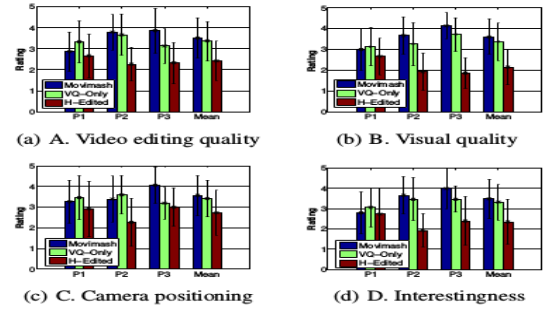 5 4 3 2 1 0
Rating
Movimash
VQ-Only
H-Edited
P1 P2 P3 Mean
(a) A. Video editing quality
5 4 3 2 1 0
Rating
Movimash
VQ-Only
H-Edited
P1 P2 P3 Mean
(b) B. Visual quality
5 4 3 2 1 0
Rating
Movimash
VQ-Only
H-Edited
P1 P2 P3 Mean
(c) C. Camera positioning
5 4 3 2 1 0
Rating
Movimash
VQ-Only
H-Edited
P1 P2 P3 Mean
(d) D. Interestingness